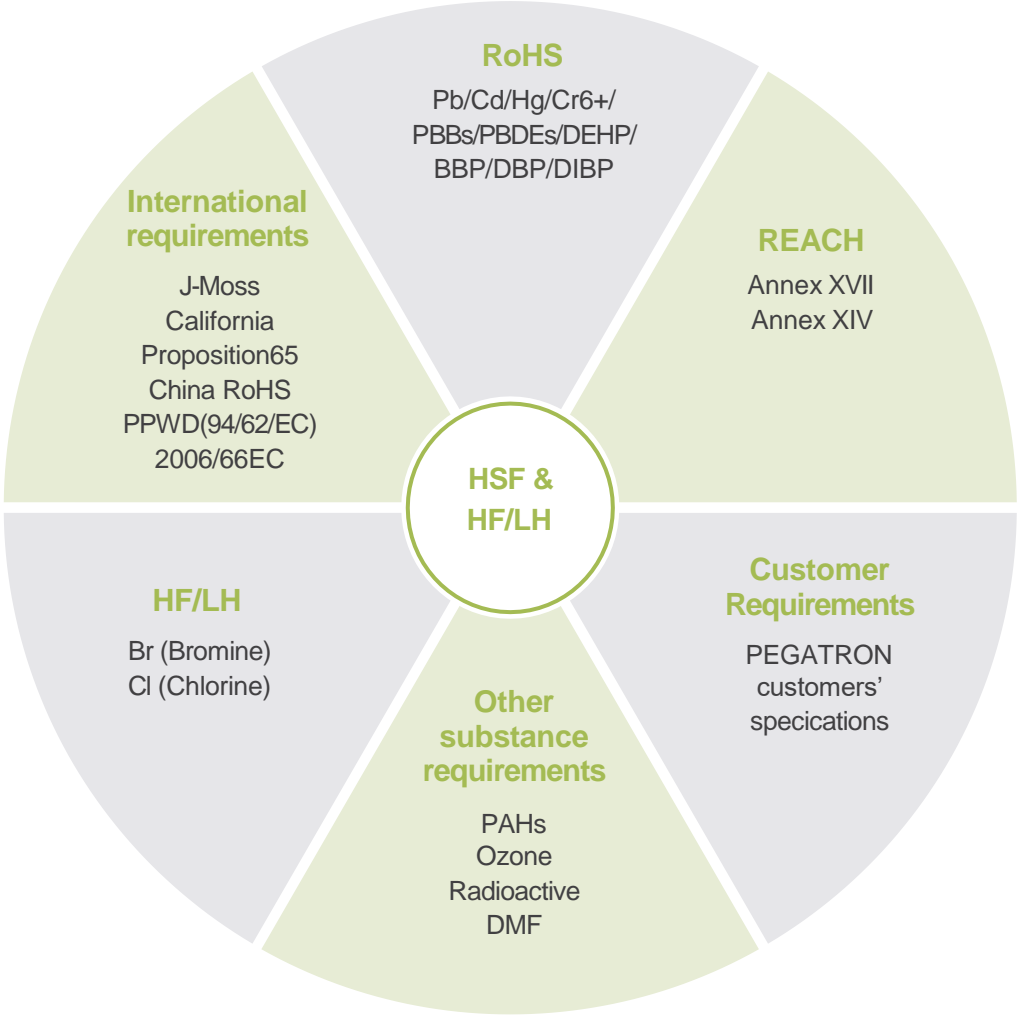 RoHS
Pb/Cd/Hg/Cr6+/
PBBs/PBDEs/DEHP/
BBP/DBP/DIBP
REACH
Annex XVII
Annex XIV
Customer
Requirements
PEGATRON
customers’
specications
Other
substance
requirements
PAHs
Ozone
Radioactive
DMF
HF/LH
Br (Bromine)
Cl (Chlorine)
International
requirements
J-Moss
California
Proposition65
China RoHS
PPWD(94/62/EC)
2006/66EC
HSF &
HF/LH